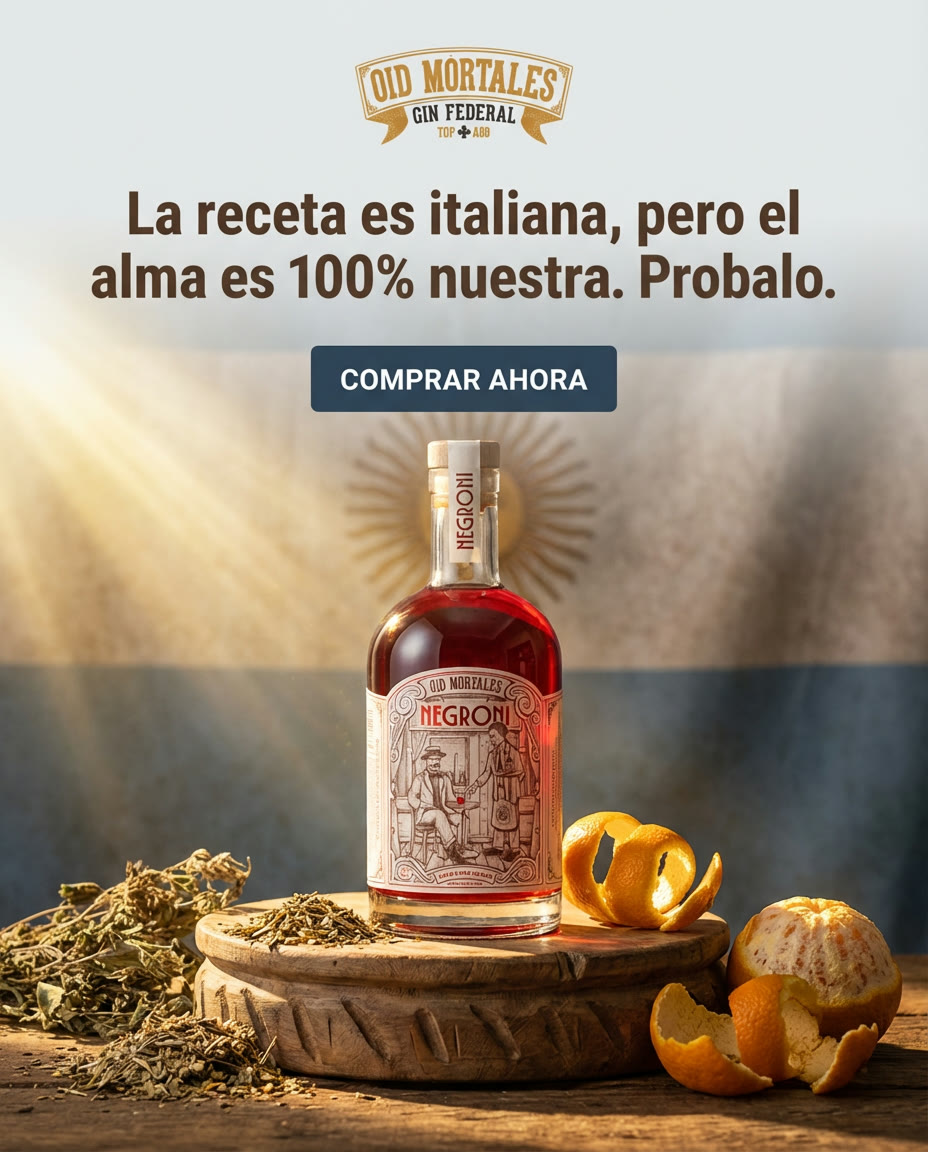 OID MORTALES
GIN FEDERAL
TOP ♣ A80
La receta es italiana, pero el
alma es 100% nuestra. Probalo.
COMPRAR AHORA
NEGRONI
OID MORTALES
NEGRONI